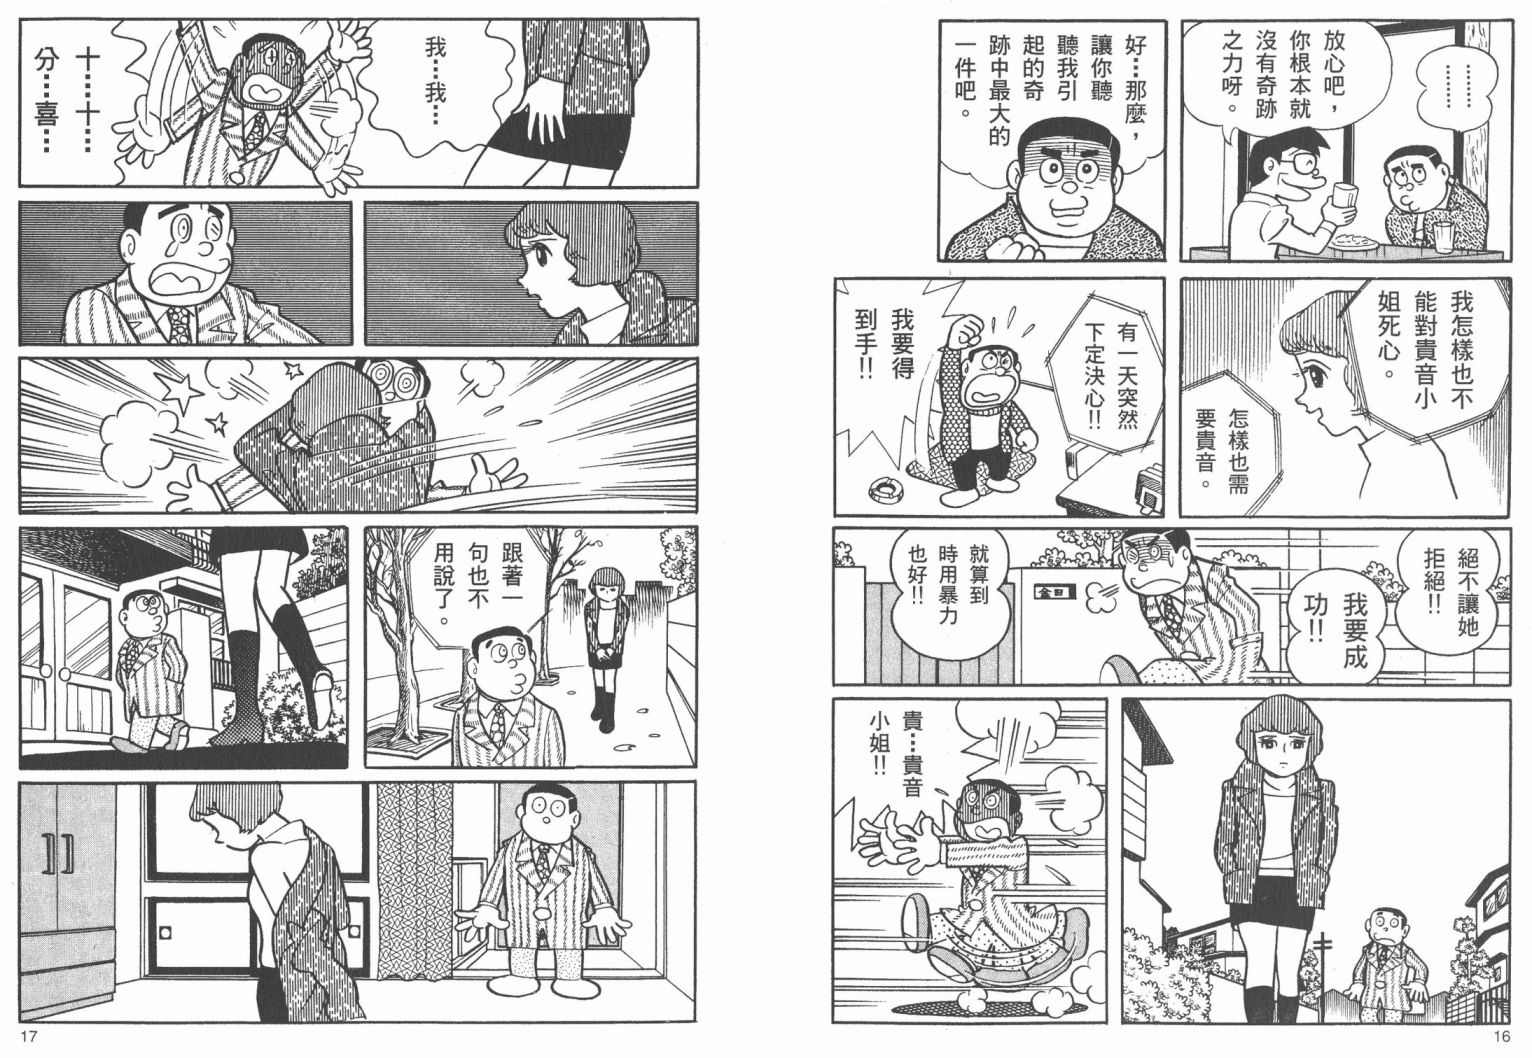 ⋯⋯⋯
放心吧，
你根本就
沒有奇跡
之力呀。
好⋯那麼，
讓你聽
聽我引
起的奇
跡中最大的
一件吧。
我怎樣也不
能對貴音小
姐死心。
怎樣也需
要貴音。
有一天突然
下定決心!!
我要得
到手!!
絕不讓她
拒絕!!
我要成
功!!
金田
就算到
時用暴力
也好!!
貴⋯貴音
小姐!!
16
我⋯我⋯
十⋯十⋯
分⋯喜⋯
跟著一
句也不
用說了。
17